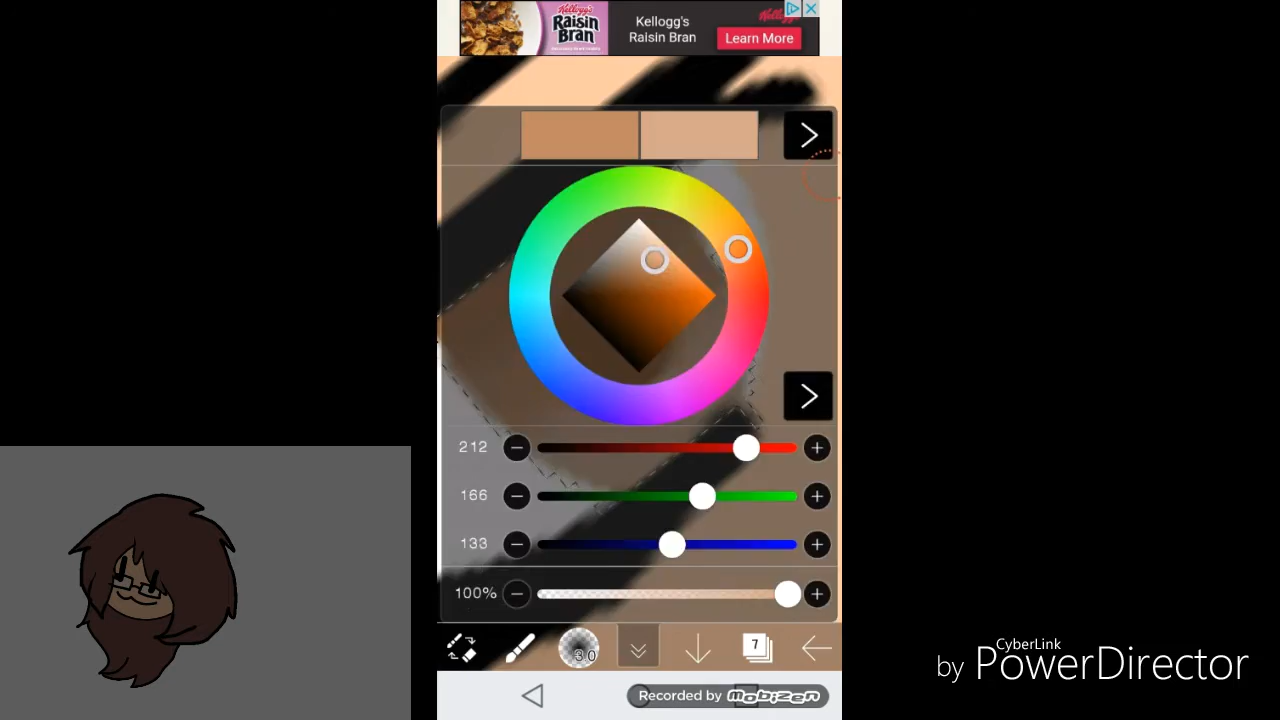 Kellogg's
Raisin
Bran
Kellogg's
Raisin Bran
Kellogg's
Learn More
212
166
133
100%
3.0
7
Recorded by mobizen
CyberLink
by PowerDirector